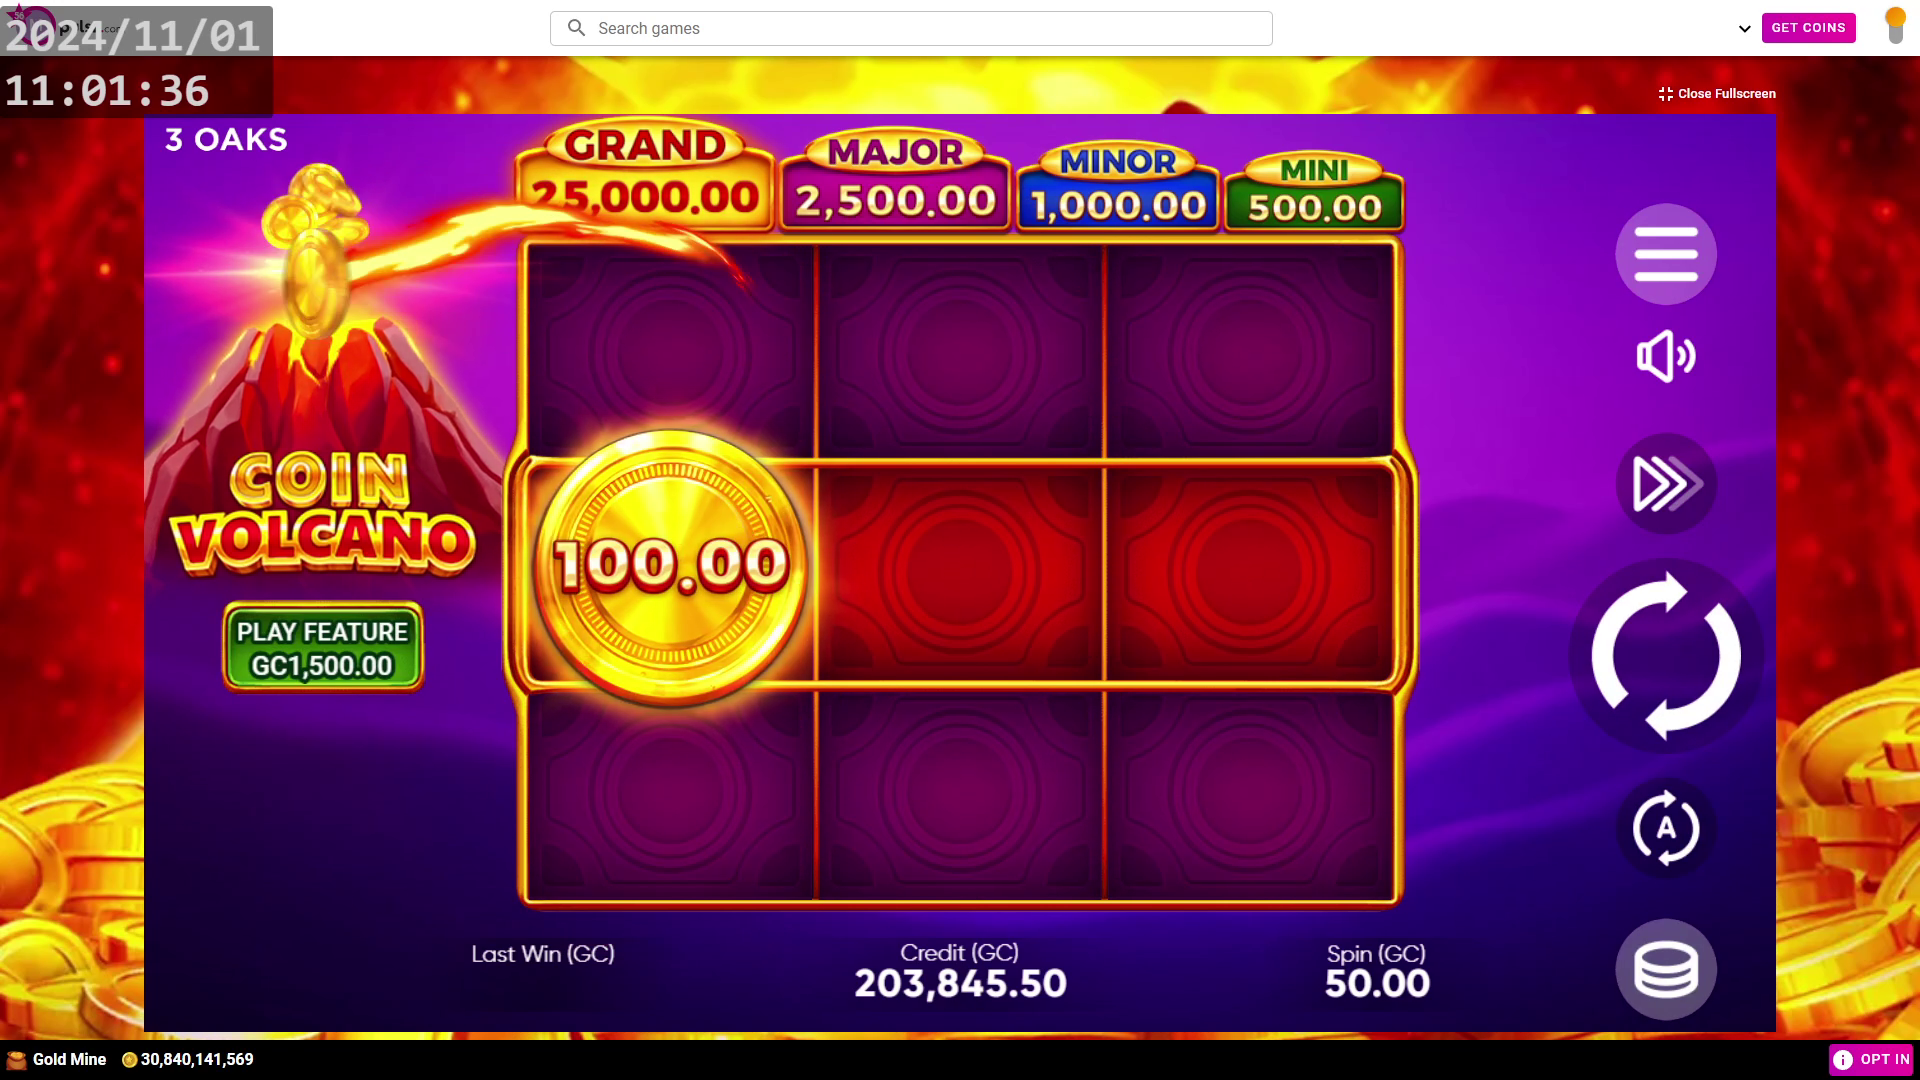 2024/11/01
11:01:36
Search games
GET COINS
Close Fullscreen
3 OAKS
GRAND
25,000.00
MAJOR
2,500.00
MINOR
1,000.00
MINI
500.00
COIN
VOLCANO
100.00
PLAY FEATURE
GC1,500.00
A
Last Win (GC)
Credit (GC)
203,845.50
Spin (GC)
50.00
Gold Mine
30,840,141,569
OPT IN